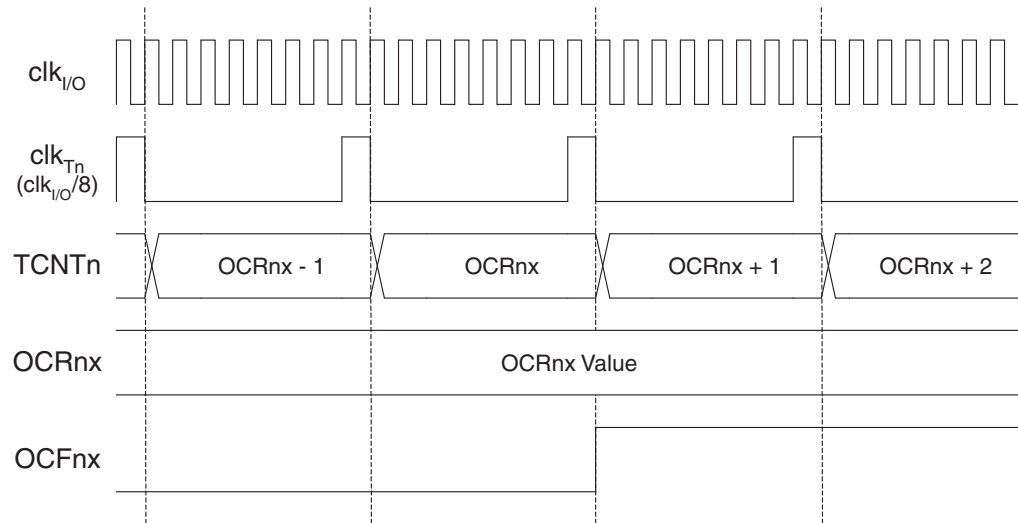 clkI/O
clkTn
(clkI/O/8)
TCNTn
OCRnx - 1
OCRnx
OCRnx + 1
OCRnx + 2
OCRnx
OCRnx Value
OCFnx